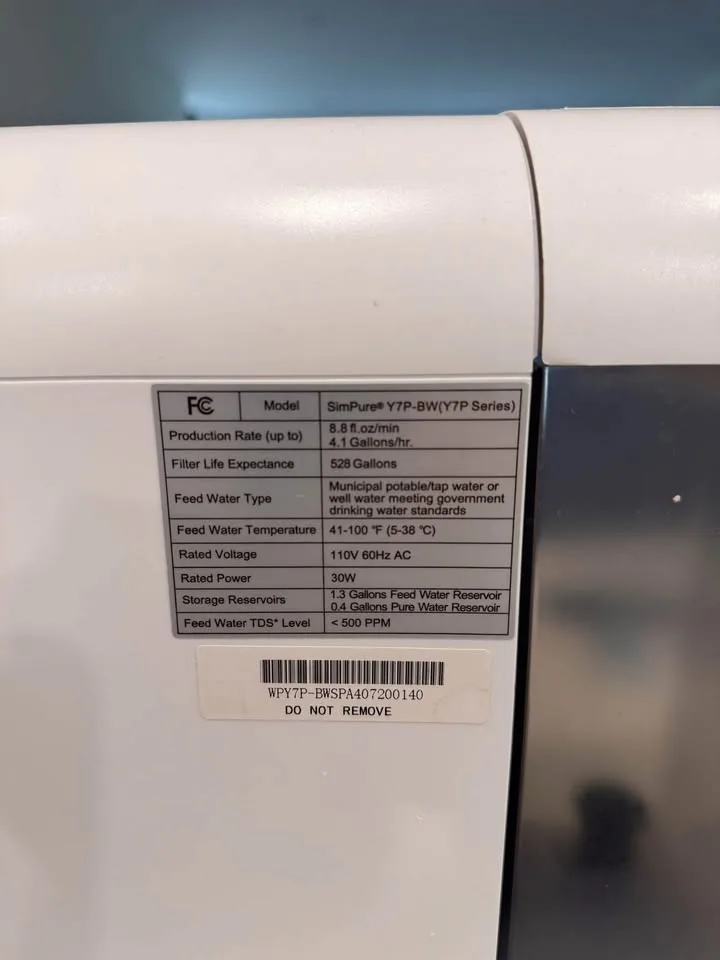 FC Model SimPure® Y7P-BW(Y7P Series)
Production Rate (up to) 8.8 fl.oz/min
4.1 Gallons/hr.
Filter Life Expectance 528 Gallons
Feed Water Type Municipal potable/tap water or
well water meeting government
drinking water standards
Feed Water Temperature 41-100 °F (5-38 °C)
Rated Voltage 110V 60Hz AC
Rated Power 30W
Storage Reservoirs 1.3 Gallons Feed Water Reservoir
0.4 Gallons Pure Water Reservoir
Feed Water TDS* Level < 500 PPM
WPY7P-BWSPA407200140
DO NOT REMOVE